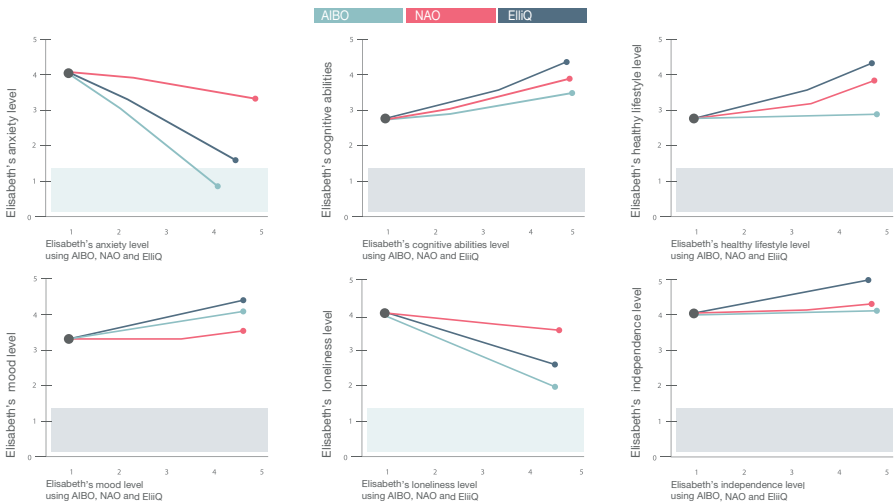 AIBO NAO ElliQ
Elisabeth's anxiety level
5
4
3
2
1
0
1 2 3 4 5
Elisabeth's anxiety level
using AIBO, NAO and ElliQ
Elisabeth's cognitive abilities
5
4
3
2
1
0
1 2 3 4 5
Elisabeth's cognitive abilities level
using AIBO, NAO and ElliQ
Elisabeth's healthy lifestyle level
5
4
3
2
1
0
1 2 3 4 5
Elisabeth's healthy lifestyle level
using AIBO, NAO and ElliQ
Elisabeth's mood level
5
4
3
2
1
0
1 2 3 4 5
Elisabeth's mood level
using AIBO, NAO and ElliQ
Elisabeth's loneliness level
5
4
3
2
1
0
1 2 3 4 5
Elisabeth's loneliness level
using AIBO, NAO and ElliQ
Elisabeth's independence level
5
4
3
2
1
0
1 2 3 4 5
Elisabeth's independence level
using AIBO, NAO and ElliQ